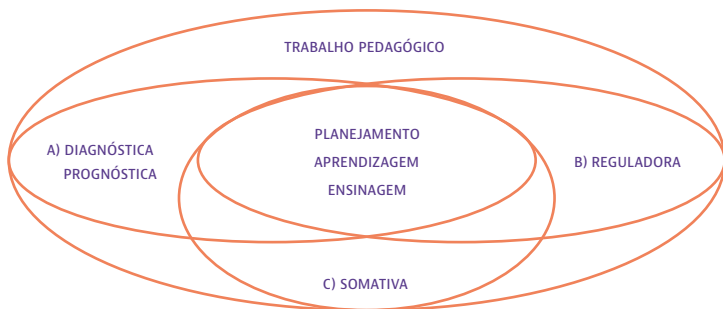 TRABALHO PEDAGÓGICO
A) DIAGNÓSTICA
PROGNÓSTICA
PLANEJAMENTO
APRENDIZAGEM
ENSINAGEM
B) REGULADORA
C) SOMATIVA